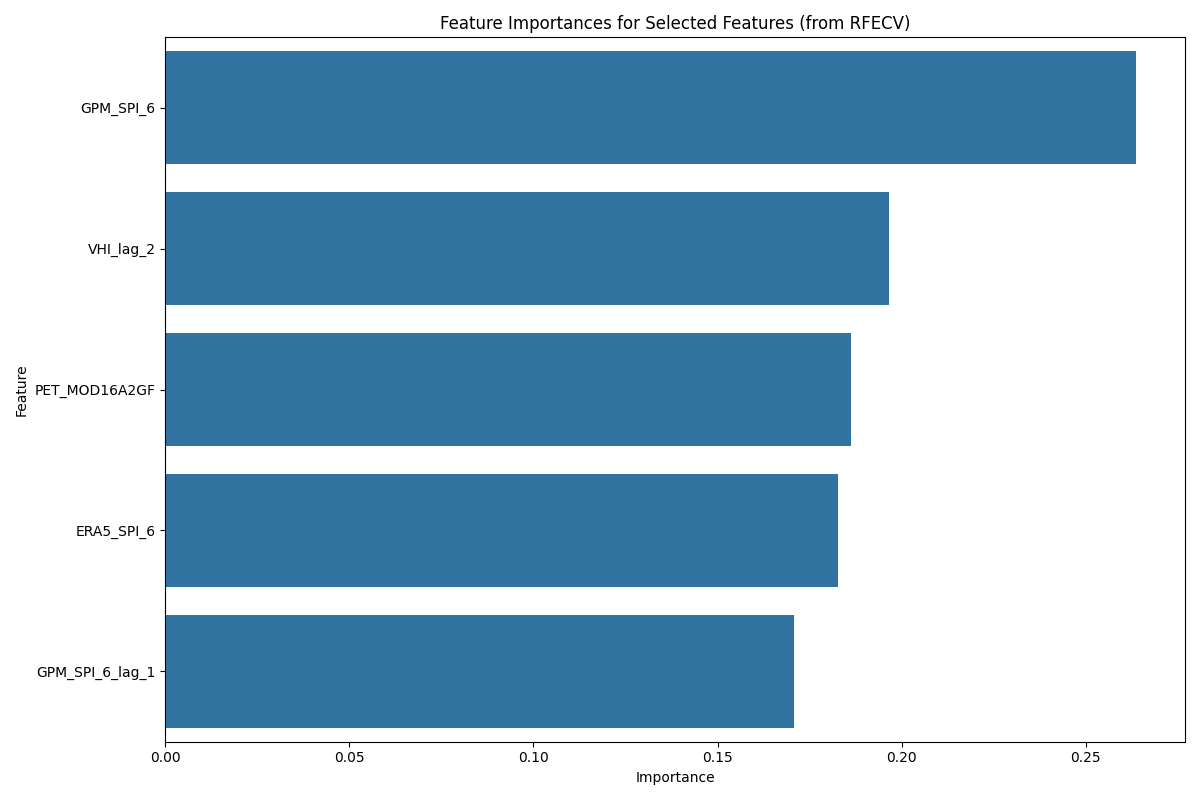 Feature Importances for Selected Features (from RFECV)
GPM_SPI_6
VHI_lag_2
PET_MOD16A2GF
ERA5_SPI_6
GPM_SPI_6_lag_1
Feature
0.00 0.05 0.10 0.15 0.20 0.25
Importance